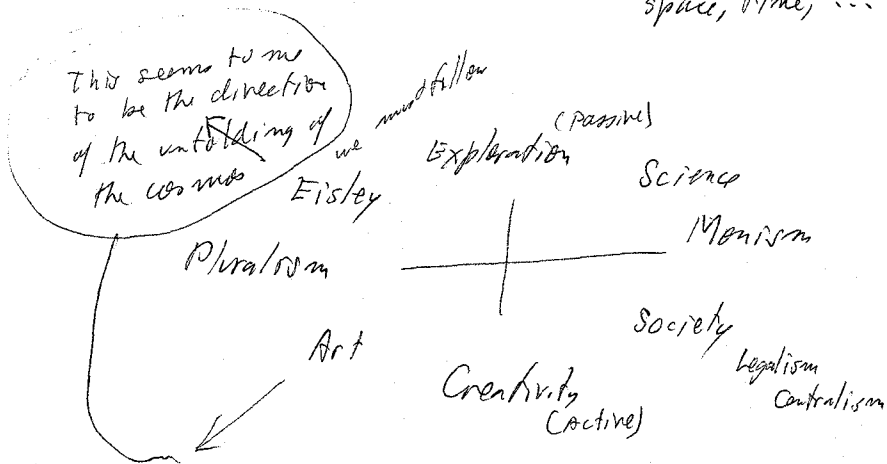 space, time, ...
This seems to me
to be the direction
of the unfolding of
the cosmos
we must follow
Eisley
Exploration
(passive)
Science
Pluralism
Monism
Art
Society
Legalism
Centralism
Creativity
(Active)